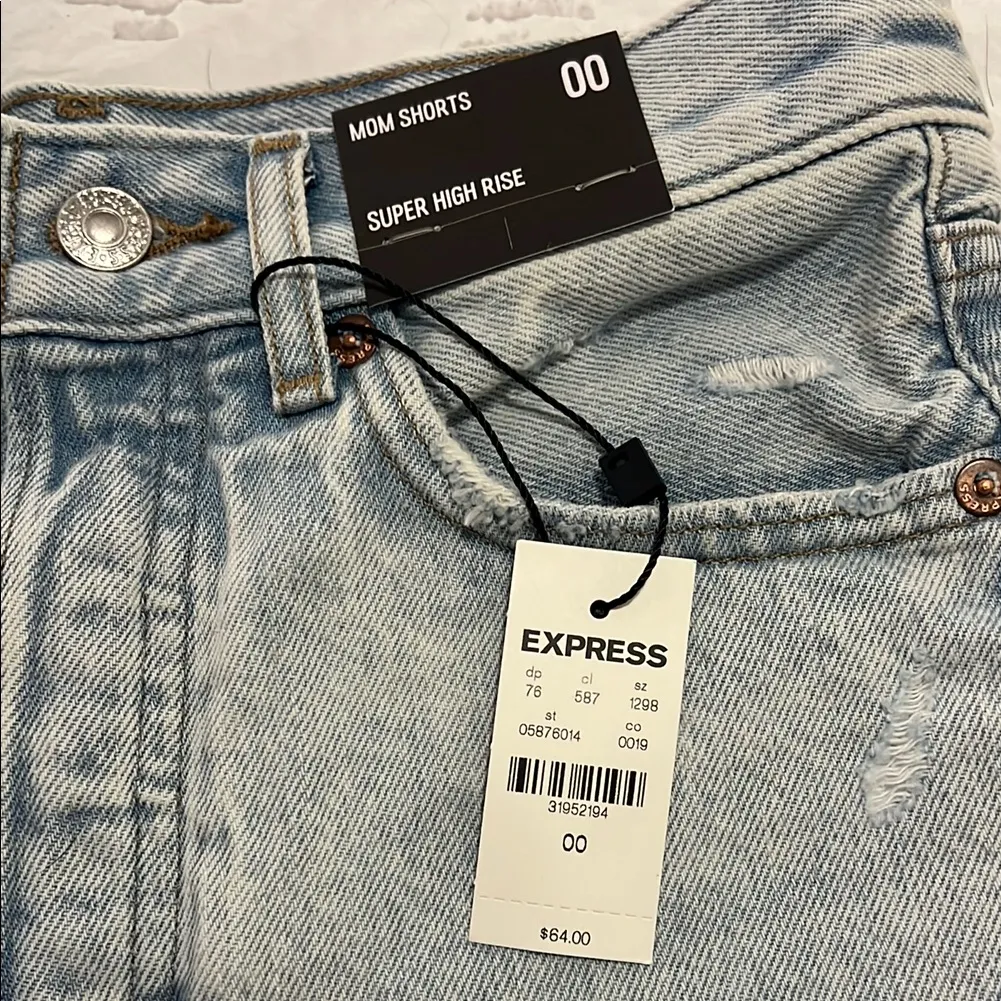 MOM SHORTS
00
SUPER HIGH RISE
EXPRESS
dp cl sz
76 587 1298
st co
05876014 0019
31952194
00
$64.00